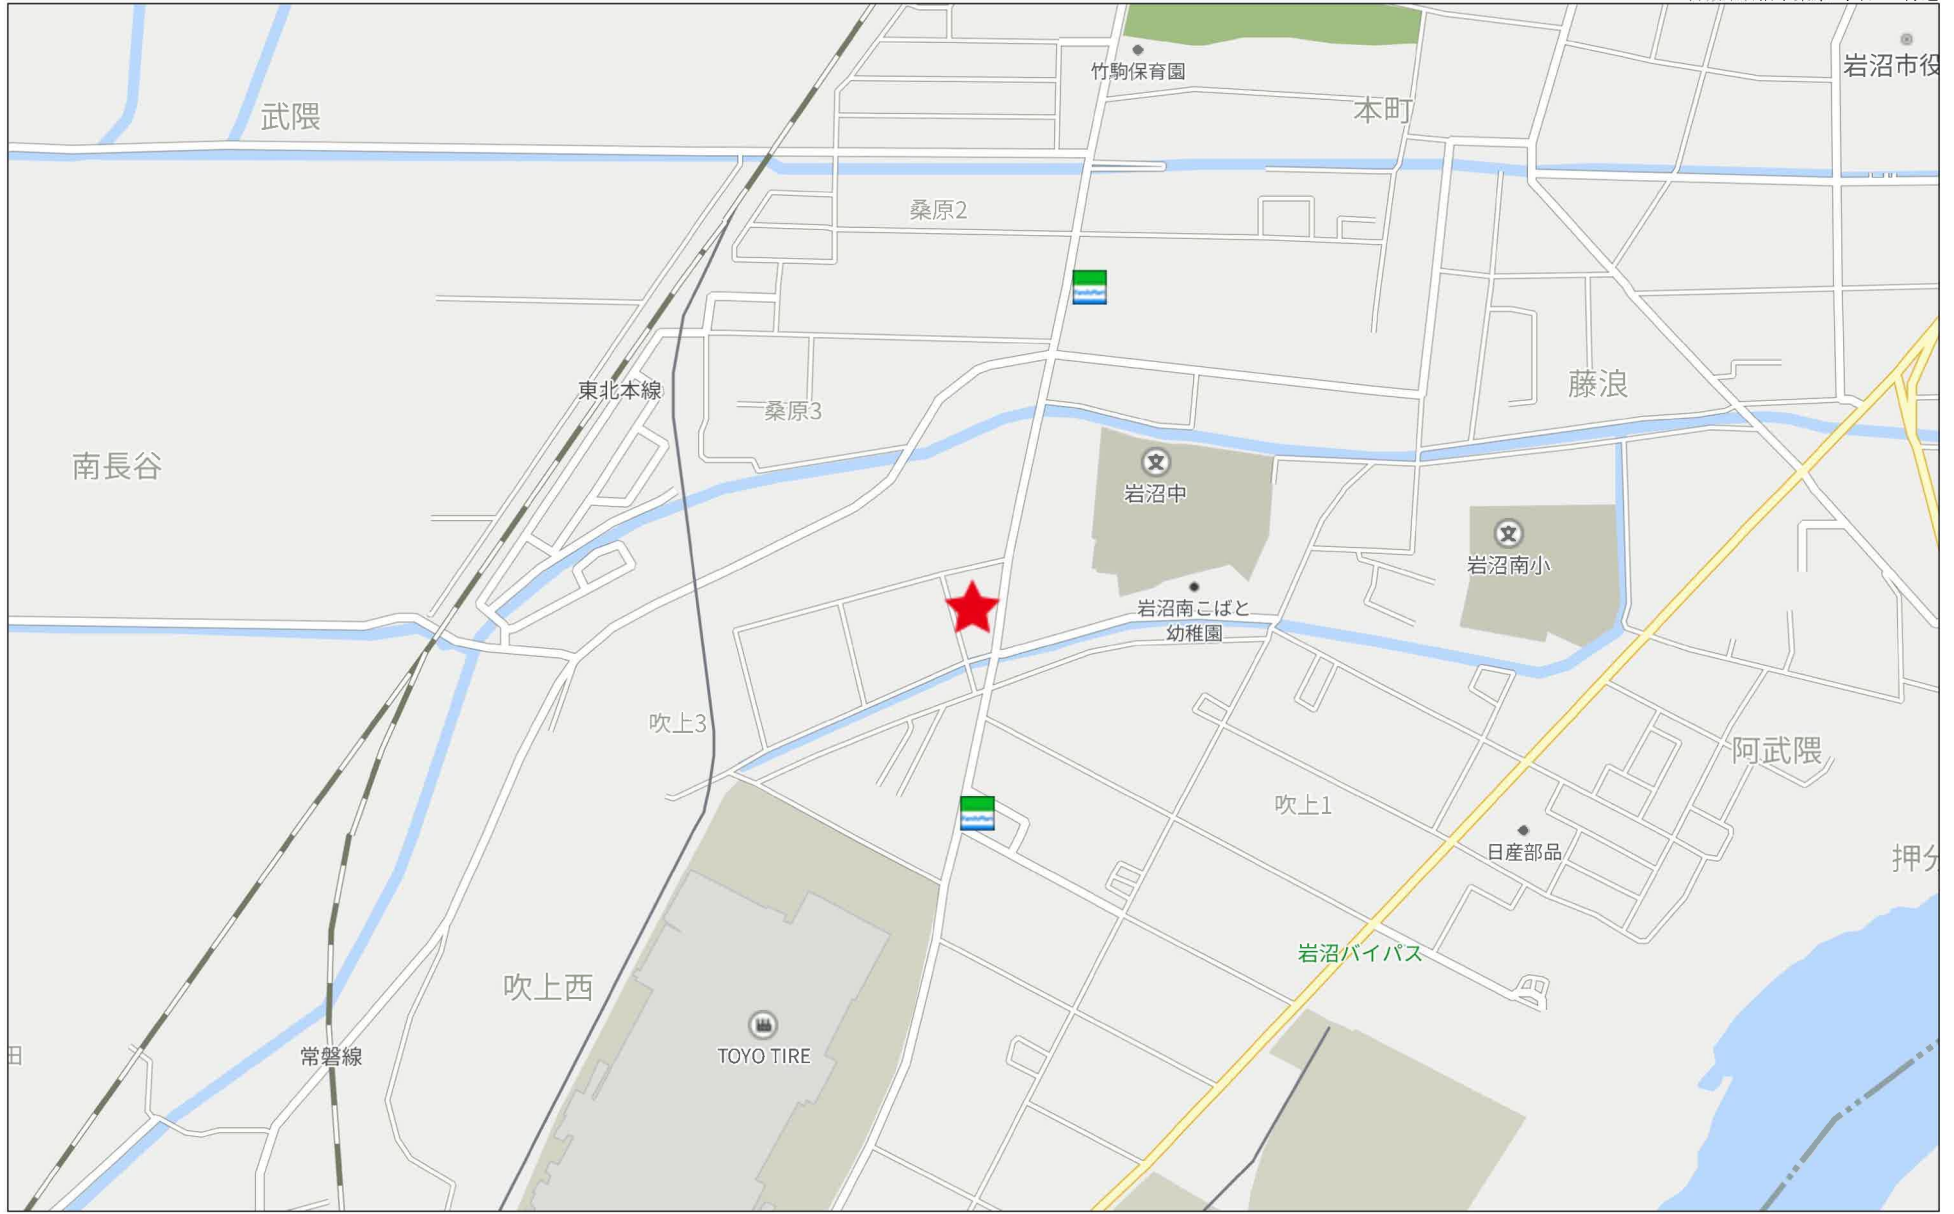 竹駒保育園
岩沼市役
武隈
本町
桑原2
東北本線
桑原3
藤浪
南長谷
岩沼中
岩沼南小
岩沼南こばと
幼稚園
吹上3
阿武隈
吹上1
日産部品
押分
岩沼バイパス
吹上西
TOYO TIRE
常磐線
田
FamilyMart
FamilyMart